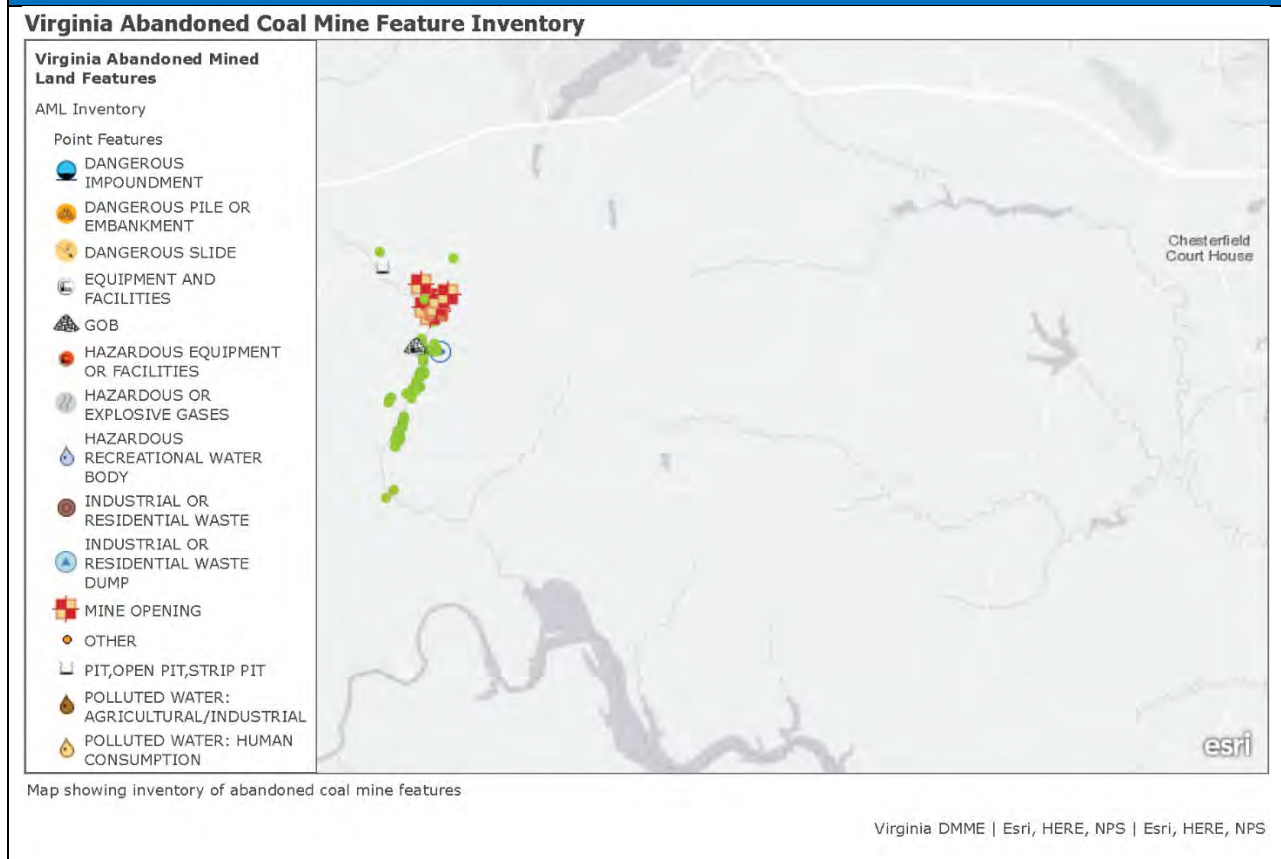 Virginia Abandoned Coal Mine Feature Inventory
Virginia Abandoned Mined
Land Features
AML Inventory
Point Features
DANGEROUS
IMPOUNDMENT
DANGEROUS PILE OR
EMBANKMENT
DANGEROUS SLIDE
EQUIPMENT AND
FACILITIES
GOB
HAZARDOUS EQUIPMENT
OR FACILITIES
HAZARDOUS OR
EXPLOSIVE GASES
HAZARDOUS
RECREATIONAL WATER
BODY
INDUSTRIAL OR
RESIDENTIAL WASTE
INDUSTRIAL OR
RESIDENTIAL WASTE
DUMP
MINE OPENING
OTHER
PIT,OPEN PIT,STRIP PIT
POLLUTED WATER:
AGRICULTURAL/INDUSTRIAL
POLLUTED WATER: HUMAN
CONSUMPTION
Chesterfield
Court House
esri
Map showing inventory of abandoned coal mine features
Virginia DMME | Esri, HERE, NPS | Esri, HERE, NPS